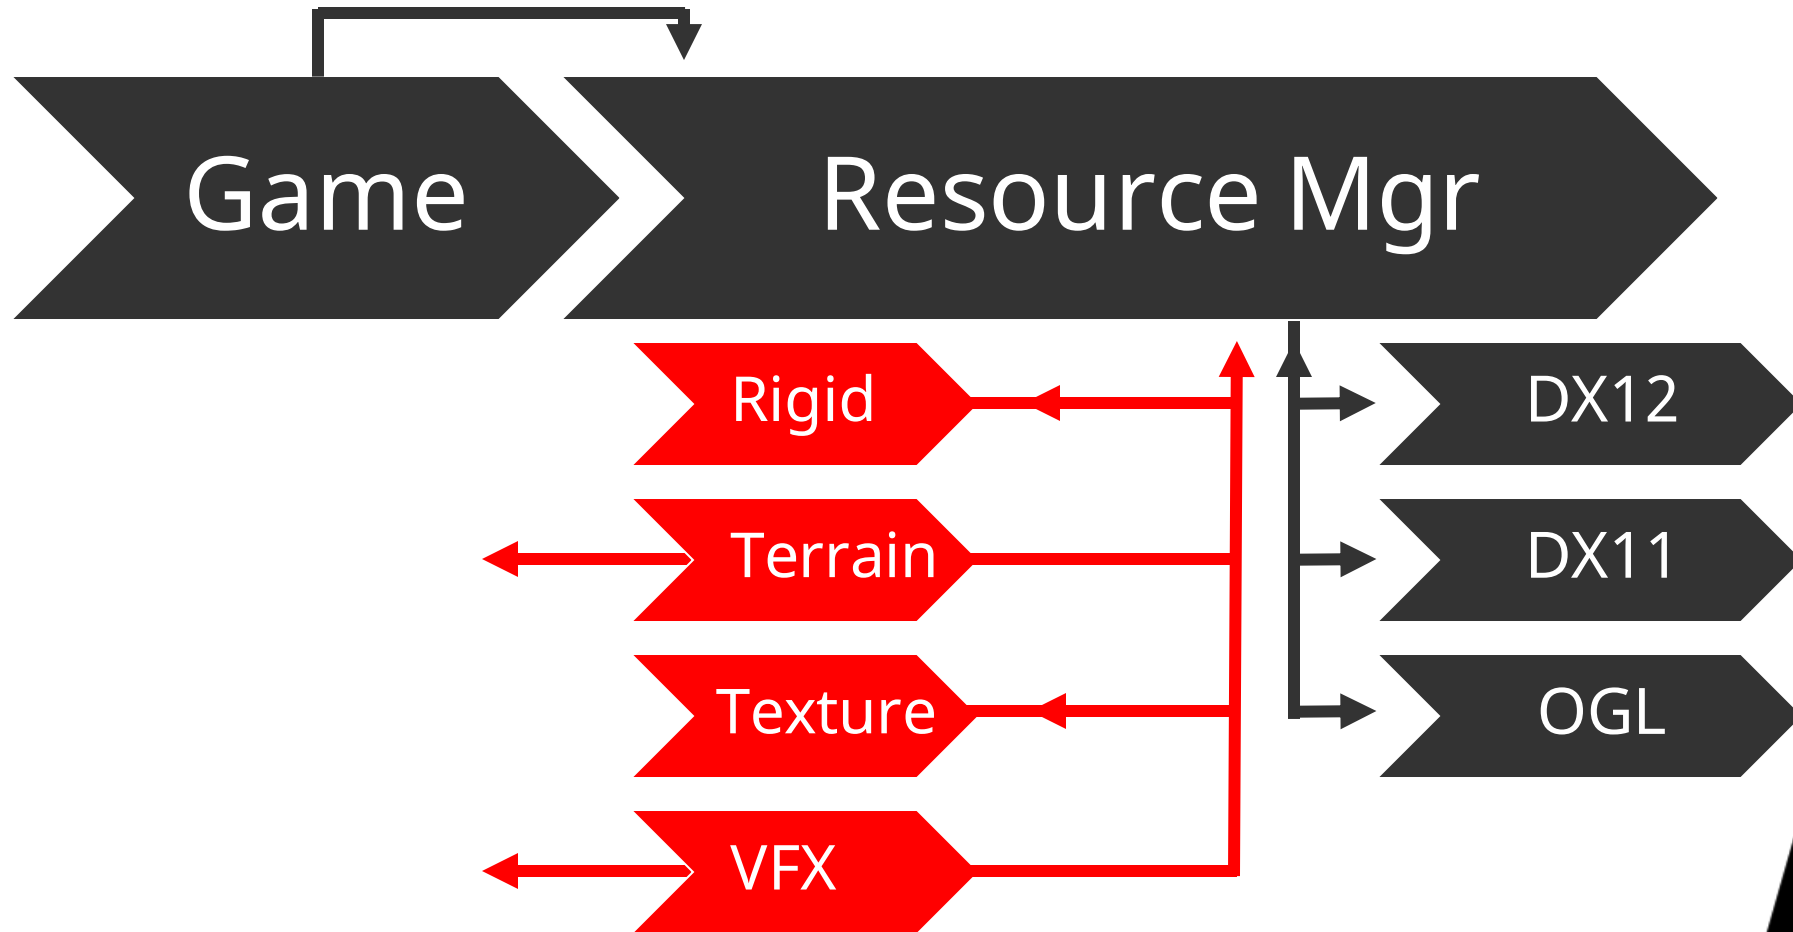 Game
Resource Mgr
Rigid
DX12
Terrain
DX11
Texture
OGL
VFX